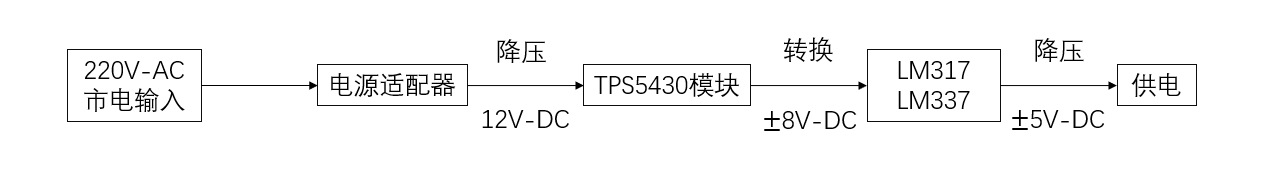 220V-AC
市电输入
电源适配器
降压
12V-DC
TPS5430模块
转换
±8V-DC
LM317
LM337
降压
±5V-DC
供电